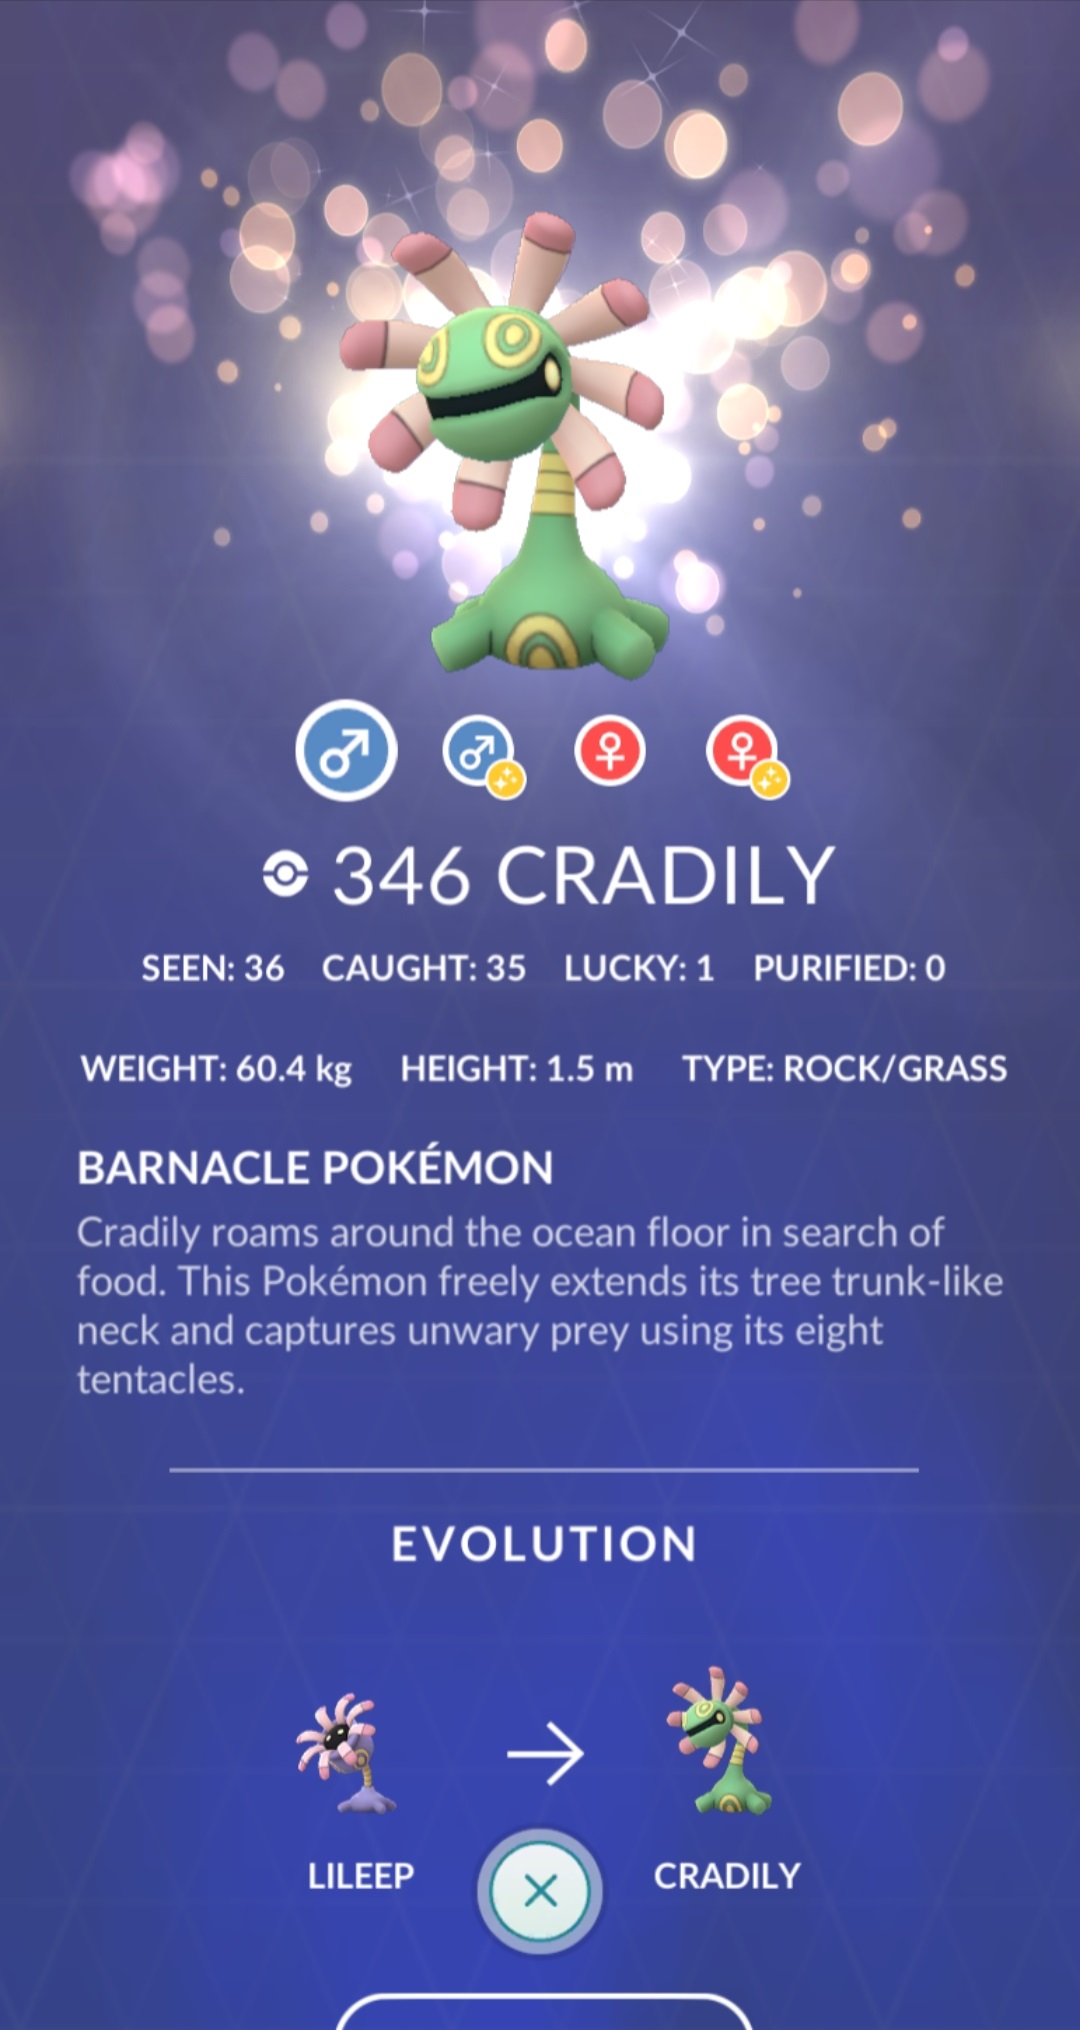 346 CRADILY
SEEN: 36 CAUGHT: 35 LUCKY: 1 PURIFIED: 0
WEIGHT: 60.4 kg HEIGHT: 1.5 m TYPE: ROCK/GRASS
BARNACLE POKÉMON
Cradily roams around the ocean floor in search of
food. This Pokémon freely extends its tree trunk-like
neck and captures unwary prey using its eight
tentacles.
EVOLUTION
LILEEP CRADILY